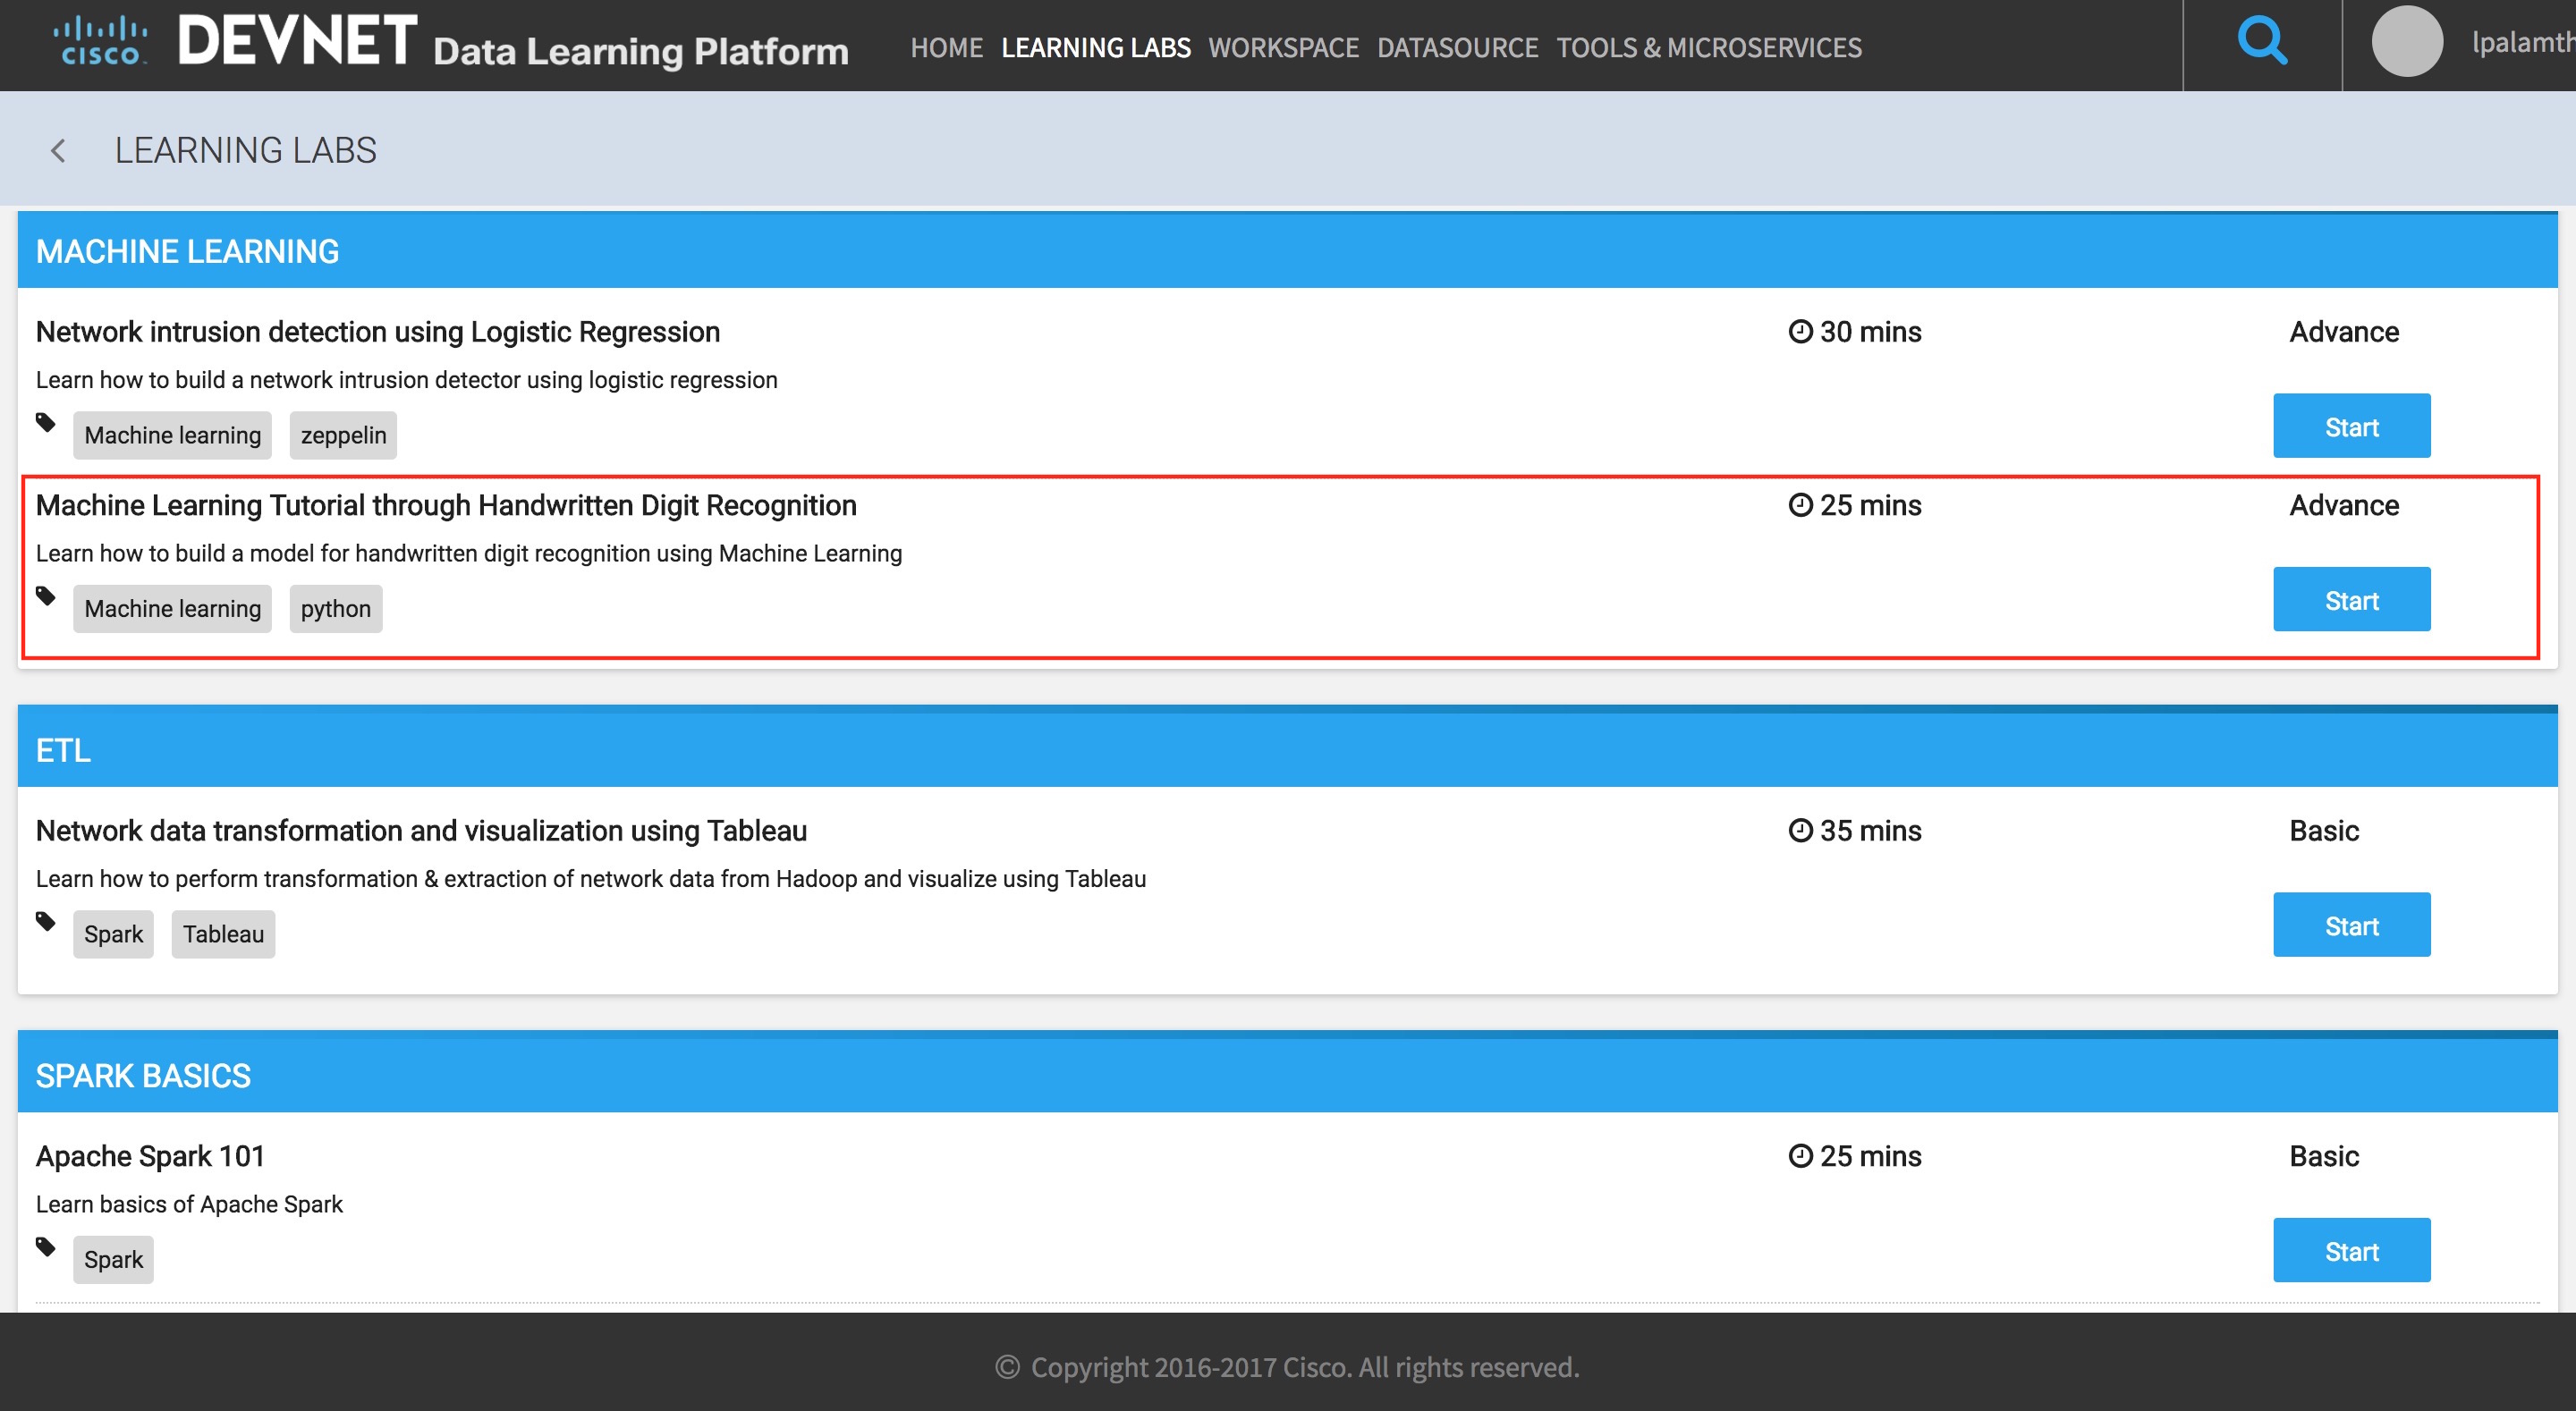 CISCO DEVNET Data Learning Platform HOME LEARNING LABS WORKSPACE DATASOURCE TOOLS & MICROSERVICES
LEARNING LABS
MACHINE LEARNING
Network intrusion detection using Logistic Regression 30 mins Advance
Learn how to build a network intrusion detector using logistic regression
Machine learning zeppelin Start
Machine Learning Tutorial through Handwritten Digit Recognition 25 mins Advance
Learn how to build a model for handwritten digit recognition using Machine Learning
Machine learning python Start
ETL
Network data transformation and visualization using Tableau 35 mins Basic
Learn how to perform transformation & extraction of network data from Hadoop and visualize using Tableau
Spark Tableau Start
SPARK BASICS
Apache Spark 101 25 mins Basic
Learn basics of Apache Spark
Spark Start
© Copyright 2016-2017 Cisco. All rights reserved.